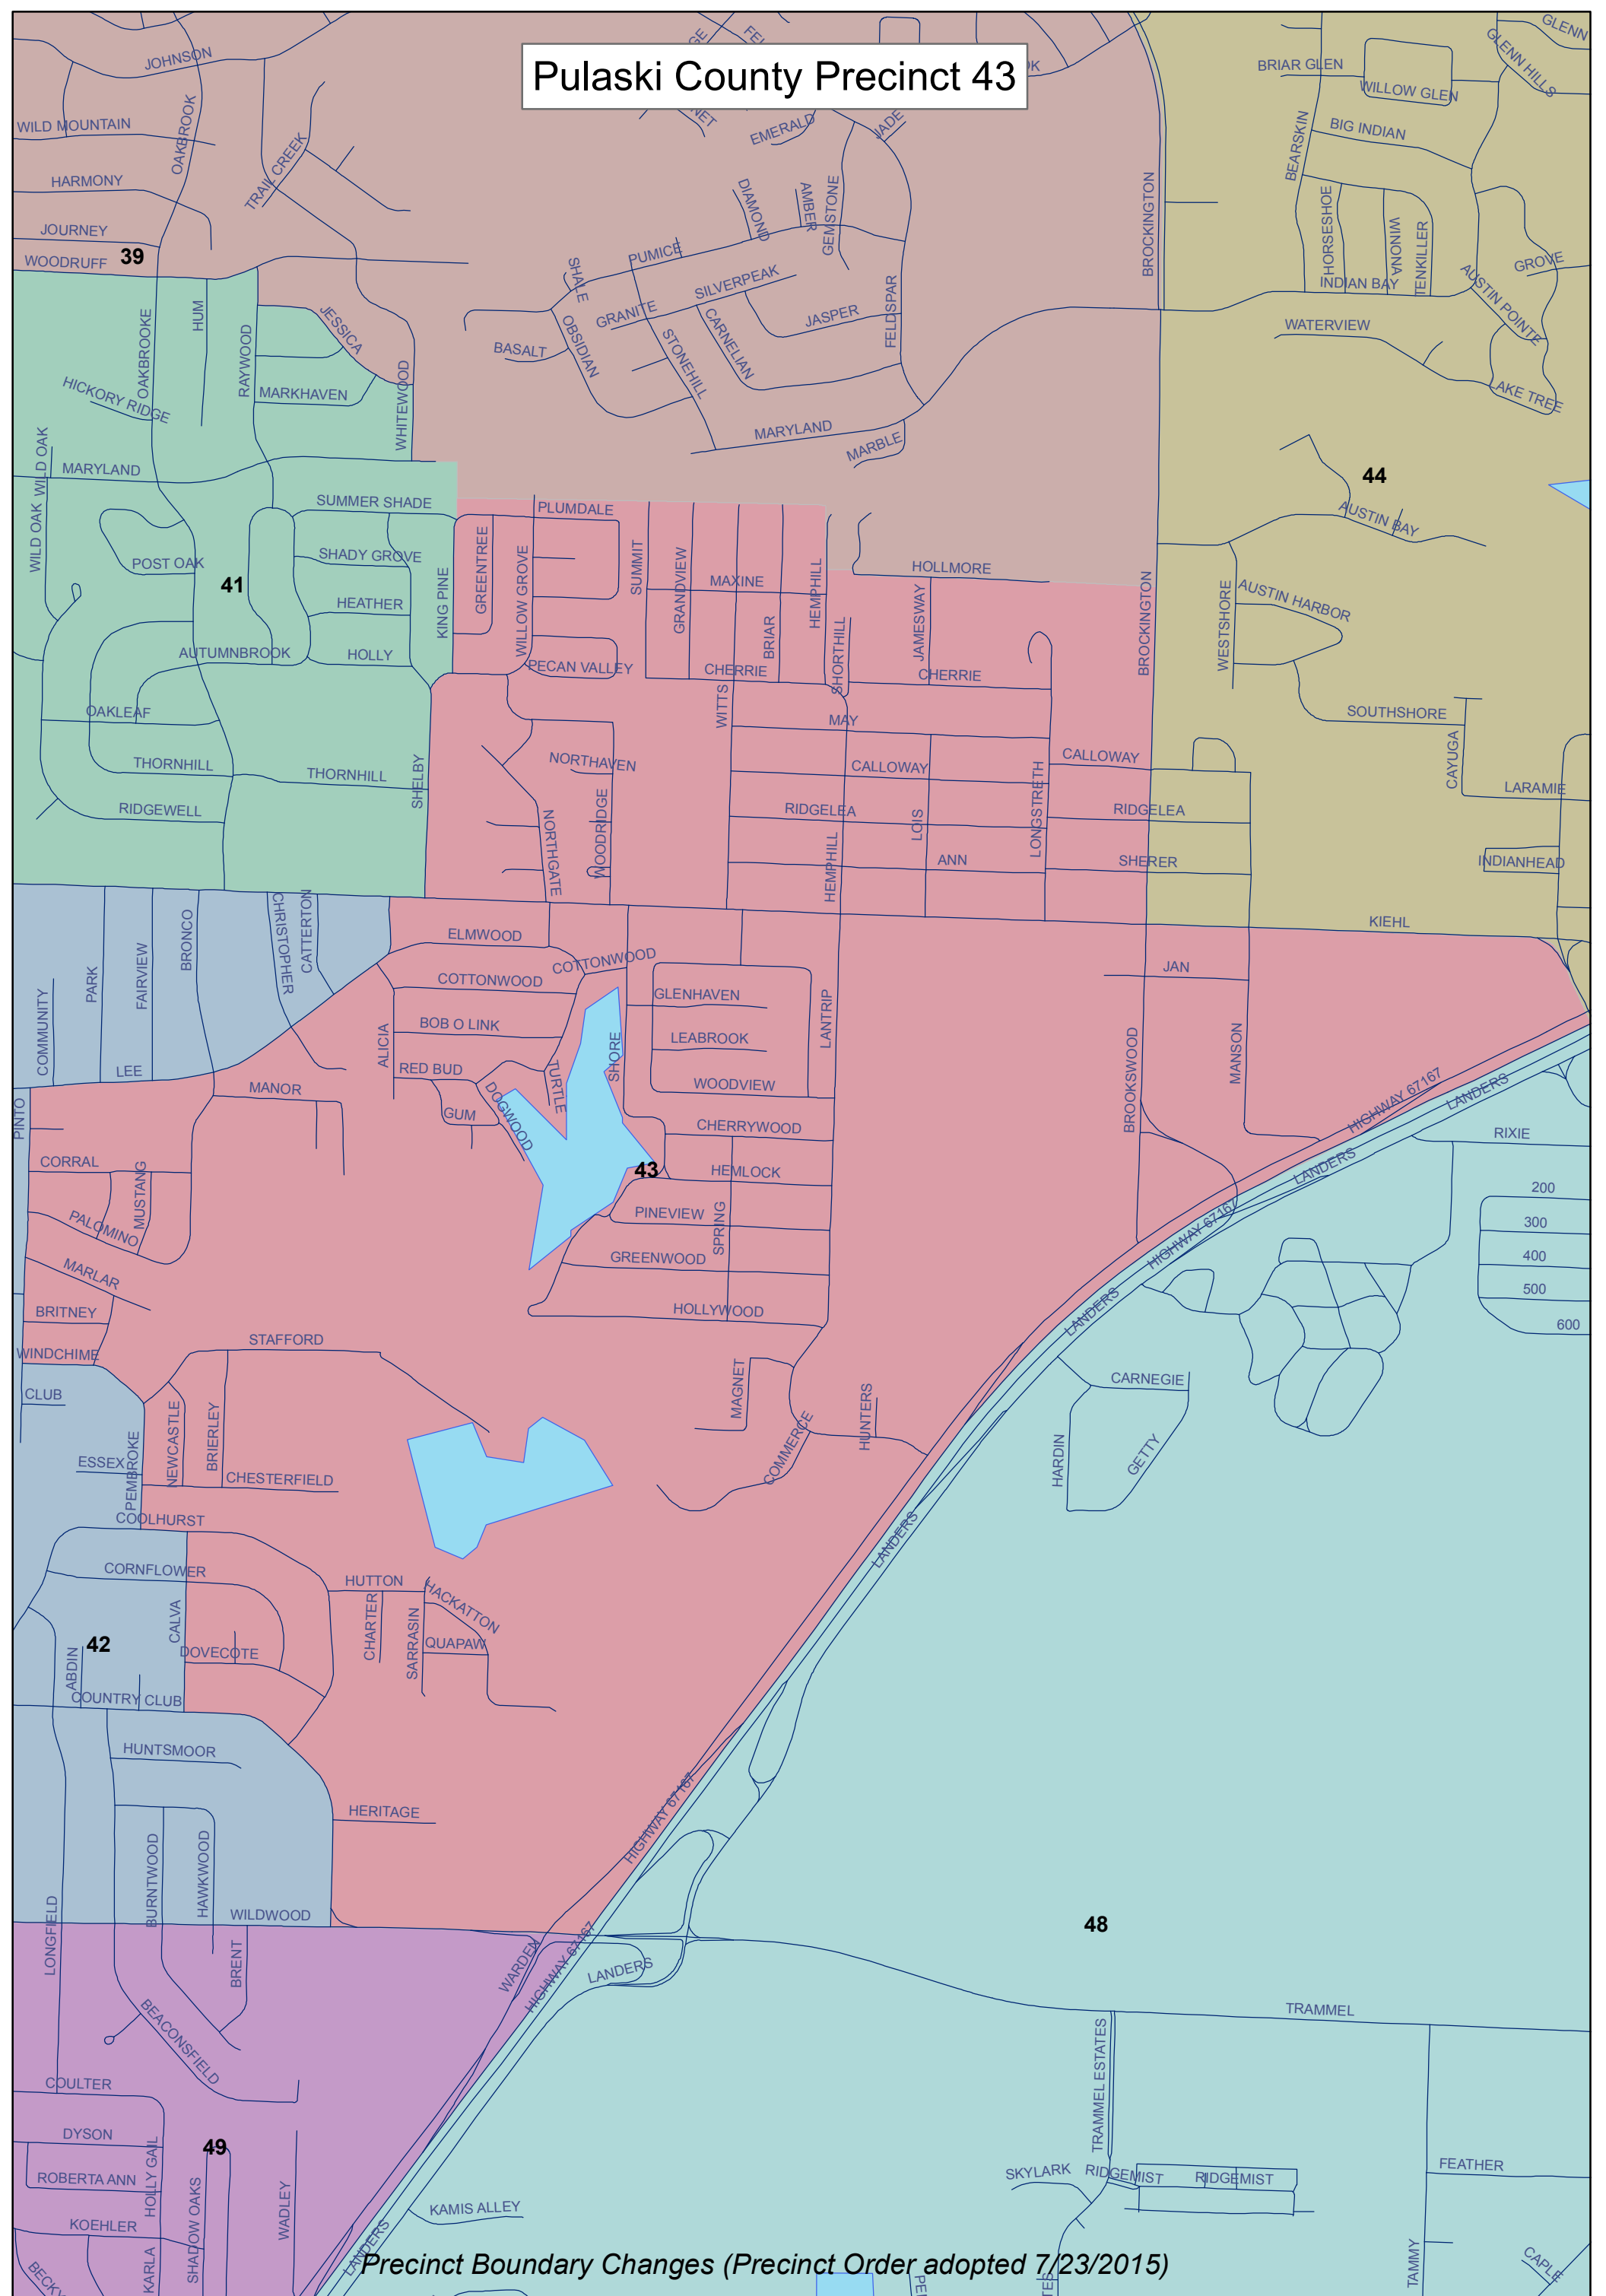 Pulaski County Precinct 43
JOHNSON
OAKBROOK
WILD MOUNTAIN
TRAIL CREEK
HARMONY
JOURNEY
39
WOODRUFF
EMERALD
JADE
DIAMOND
AMBER
GEMSTONE
PUMICE
SHALE
SILVERPEAK
GRANITE
JASPER
FELDSPAR
OBSIDIAN
BASALT
STONEHILL
CARNELIAN
MARYLAND
MARBLE
BROCKINGTON
GLENN
GLENN HILLS
BRIAR GLEN
WILLOW GLEN
BIG INDIAN
BEARSKIN
HORSESHOE
WINONA
TENKILLER
GROVE
INDIAN BAY
AUSTIN POINTE
WATERVIEW
LAKE TREE
44
AUSTIN BAY
AUSTIN HARBOR
WESTSHORE
SOUTHSHORE
CAYUGA
LARAMIE
INDIANHEAD
KIEHL
HUM
JESSICA
OAKBROOKE
RAYWOOD
WHITEWOOD
HICKORY RIDGE
MARKHAVEN
WILD OAK
MARYLAND
WILD OAK
SUMMER SHADE
POST OAK
SHADY GROVE
41
HEATHER
KING PINE
AUTUMNBROOK
HOLLY
OAKLEAF
THORNHILL
THORNHILL
SHELBY
RIDGEWELL
PLUMDALE
GREENTREE
WILLOW GROVE
SUMMIT
GRANDVIEW
MAXINE
HEMPHILL
BRIAR
HOLLMORE
JAMESWAY
BROCKINGTON
PECAN VALLEY
CHERRIE
SHORTHILL
CHERRIE
WITTS
MAY
NORTHAVEN
CALLOWAY
CALLOWAY
WOODRIDGE
RIDGELEA
LOIS
LONGSTRETH
RIDGELEA
NORTHGATE
HEMPHILL
ANN
SHERER
COMMUNITY
PARK
FAIRVIEW
BRONCO
CHRISTOPHER
CATTERTON
LEE
ELMWOOD
COTTONWOOD
COTTONWOOD
GLENHAVEN
LANTRIP
BOB O LINK
ALICIA
SHORE
LEABROOK
RED BUD
TURTLE
WOODVIEW
DOGWOOD
GUM
CHERRYWOOD
43
HEMLOCK
PINEVIEW
SPRING
GREENWOOD
HOLLYWOOD
JAN
BROOKSWOOD
MANSON
HIGHWAY 67167
LANDERS
LANDERS
HIGHWAY 67167
LANDERS
RIXIE
200
300
400
500
600
MANOR
PINTO
CORRAL
MUSTANG
PALOMINO
MARLAR
BRITNEY
WINDCHIME
STAFFORD
CLUB
NEWCASTLE
BRIERLEY
ESSEX
PEMBROKE
CHESTERFIELD
COOLHURST
MAGNET
COMMERCE
HUNTERS
LANDERS
CARNEGIE
HARDIN
GETTY
CORNFLOWER
HUTTON
HACKATTON
CALVA
CHARTER
SARRASIN
QUAPAW
42
ABDIN
DOVECOTE
COUNTRY CLUB
HUNTSMOOR
HERITAGE
HIGHWAY 67167
BURNTWOOD
HAWKWOOD
LONGFIELD
WILDWOOD
BRENT
WARDEN
HIGHWAY 67167
LANDERS
48
TRAMMEL
TRAMMEL ESTATES
BEACONSFIELD
COULTER
DYSON
49
HOLLY GAIL
ROBERTA ANN
SHADOW OAKS
WADLEY
KOEHLER
KARLA
BECKY
LANDERS
KAMIS ALLEY
SKYLARK
RIDGEMIST
RIDGEMIST
FEATHER
TAMMY
CAPLE
Precinct Boundary Changes (Precinct Order adopted 7/23/2015)